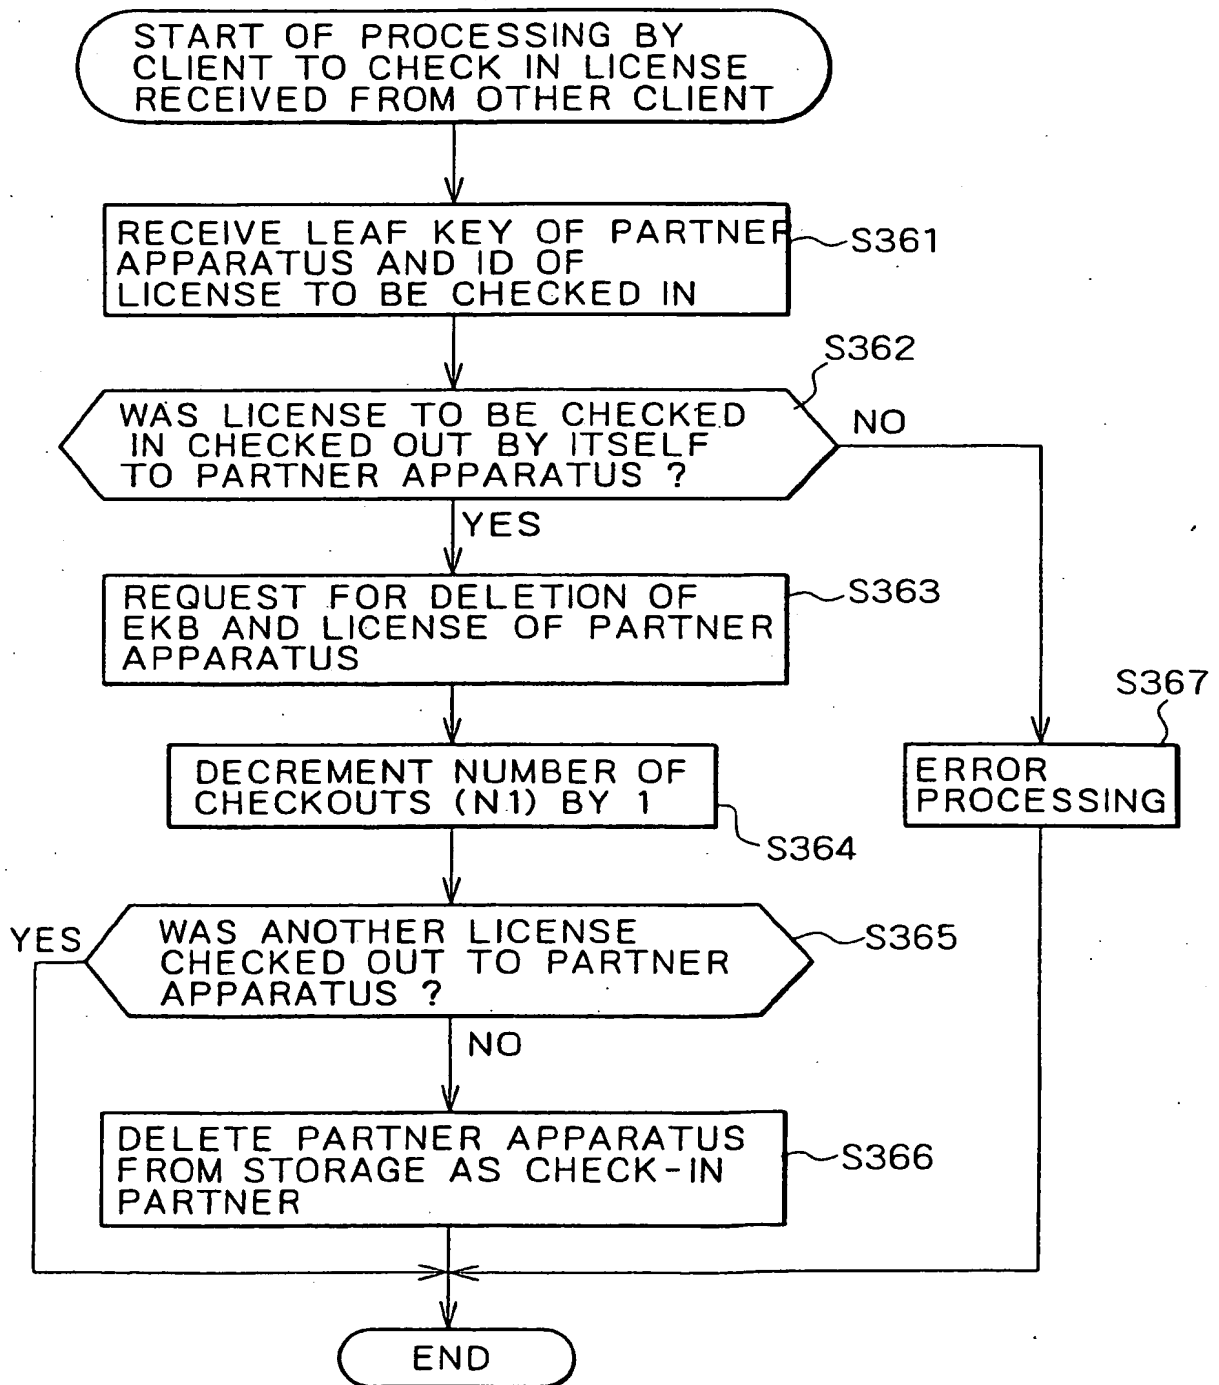 START OF PROCESSING BY
CLIENT TO CHECK IN LICENSE
RECEIVED FROM OTHER CLIENT
RECEIVE LEAF KEY OF PARTNER
APPARATUS AND ID OF
LICENSE TO BE CHECKED IN
S361
S362
WAS LICENSE TO BE CHECKED
IN CHECKED OUT BY ITSELF
TO PARTNER APPARATUS ?
NO
YES
REQUEST FOR DELETION OF
EKB AND LICENSE OF PARTNER
APPARATUS
S363
S367
DECREMENT NUMBER OF
CHECKOUTS (N1) BY 1
S364
ERROR
PROCESSING
YES
WAS ANOTHER LICENSE
CHECKED OUT TO PARTNER
APPARATUS ?
S365
NO
DELETE PARTNER APPARATUS
FROM STORAGE AS CHECK-IN
PARTNER
S366
END